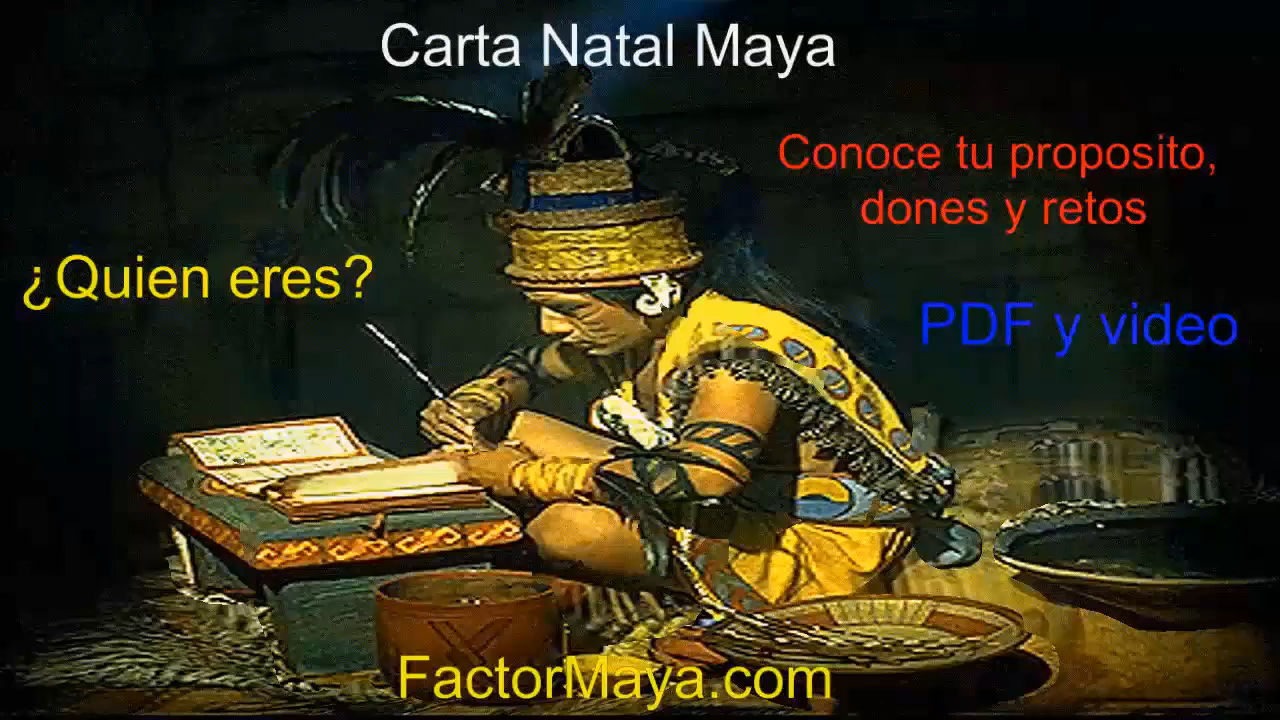 Carta Natal Maya
Conoce tu proposito,
dones y retos
¿Quien eres?
PDF y video
FactorMaya.com